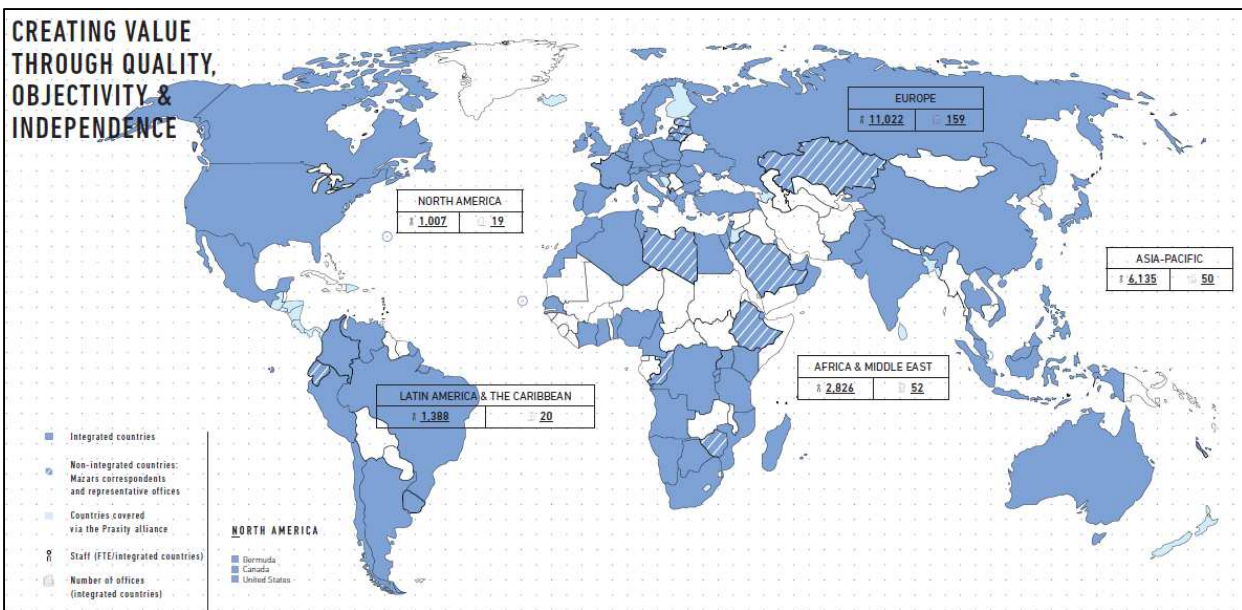 CREATING VALUE
THROUGH QUALITY,
OBJECTIVITY &
INDEPENDENCE
EUROPE
11,022 159
NORTH AMERICA
1,007 19
ASIA-PACIFIC
6,135 50
AFRICA & MIDDLE EAST
2,826 52
LATIN AMERICA & THE CARIBBEAN
1,388 20
Integrated countries
Non-integrated countries:
Mazars correspondents
and representative offices
Countries covered
via the Praxity alliance
Staff (FTE/integrated countries)
Number of offices
(integrated countries)
NORTH AMERICA
Bermuda
Canada
United States